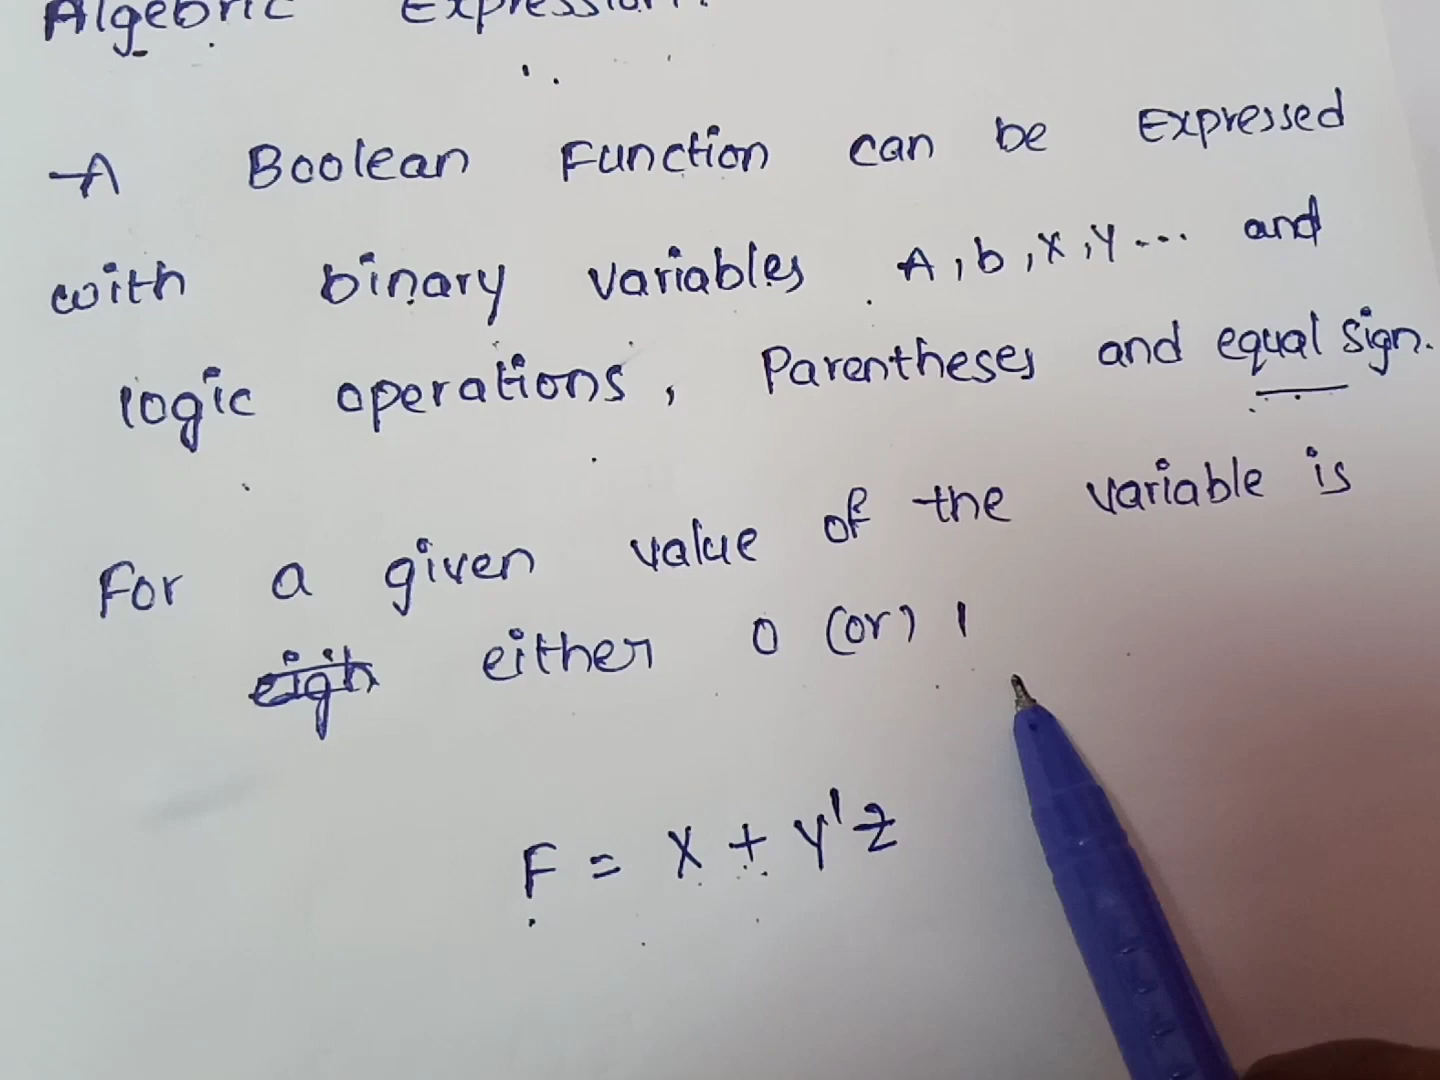 Algebric Expression.
A Boolean Function can be Expressed
with binary variables A, b, X, Y ... and
logic operations, Parentheses and equal sign.
For a given value of the variable is
eigh either 0 (or) 1
F = X + Y'Z